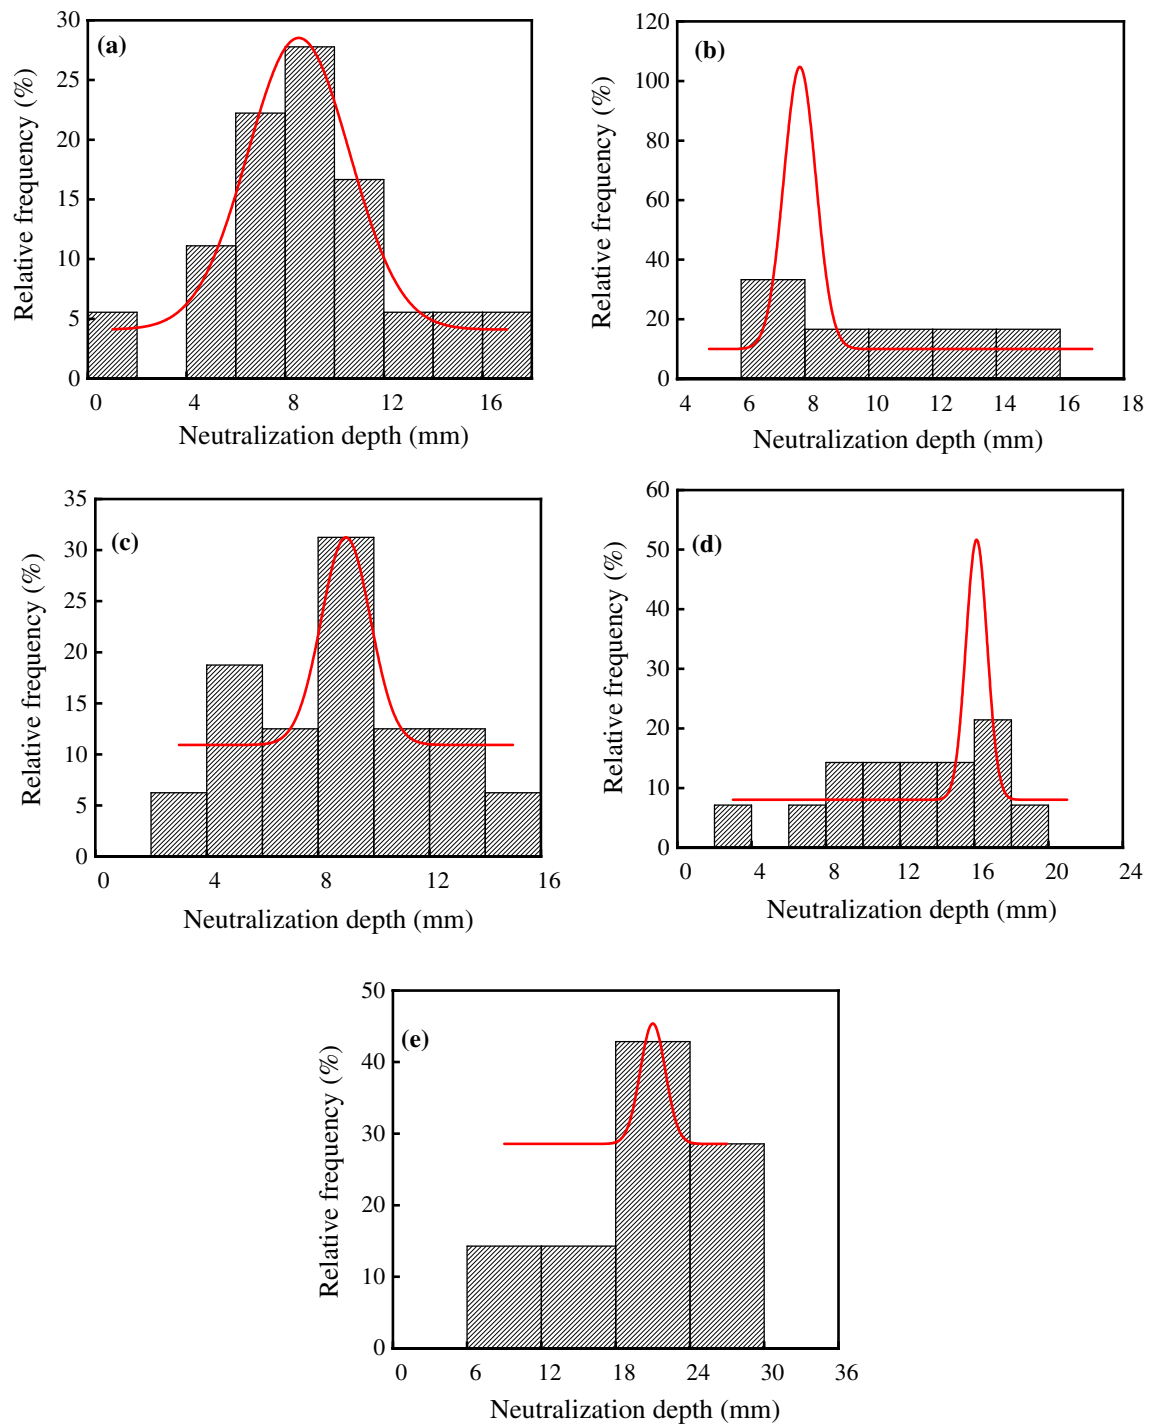 (a)
Relative frequency (%)
30
25
20
15
10
5
0
0 4 8 12 16
Neutralization depth (mm)
(b)
Relative frequency (%)
120
100
80
60
40
20
0
4 6 8 10 12 14 16 18
Neutralization depth (mm)
(c)
Relative frequency (%)
35
30
25
20
15
10
5
0
0 4 8 12 16
Neutralization depth (mm)
(d)
Relative frequency (%)
60
50
40
30
20
10
0
0 4 8 12 16 20 24
Neutralization depth (mm)
(e)
Relative frequency (%)
50
40
30
20
10
0
0 6 12 18 24 30 36
Neutralization depth (mm)